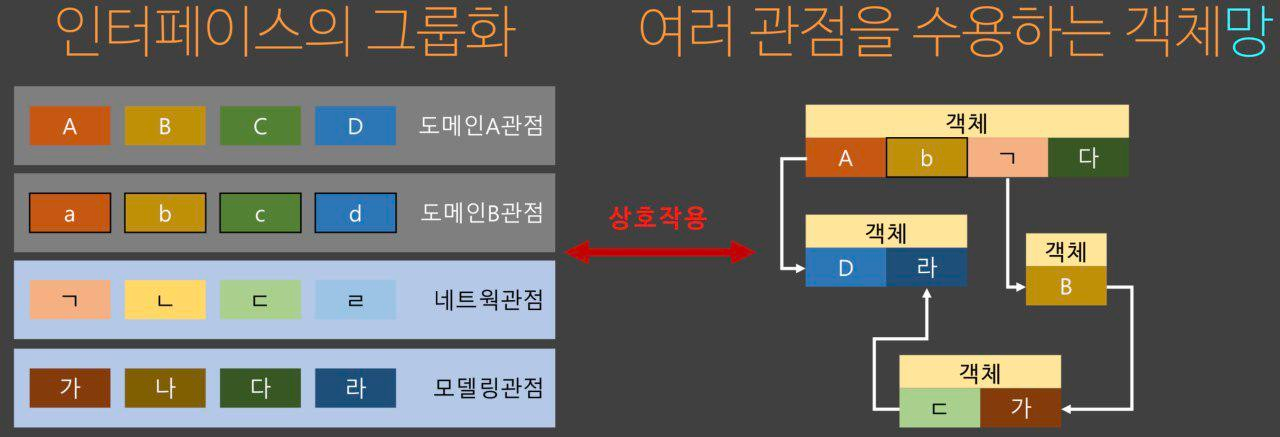 인터페이스의 그룹화
여러 관점을 수용하는 객체망
A B C D 도메인A관점
a b c d 도메인B관점
ㄱ ㄴ ㄷ ㄹ 네트웍관점
가 나 다 라 모델링관점
상호작용
객체
A b ㄱ 다
객체
D 라
객체
B
객체
ㄷ 가